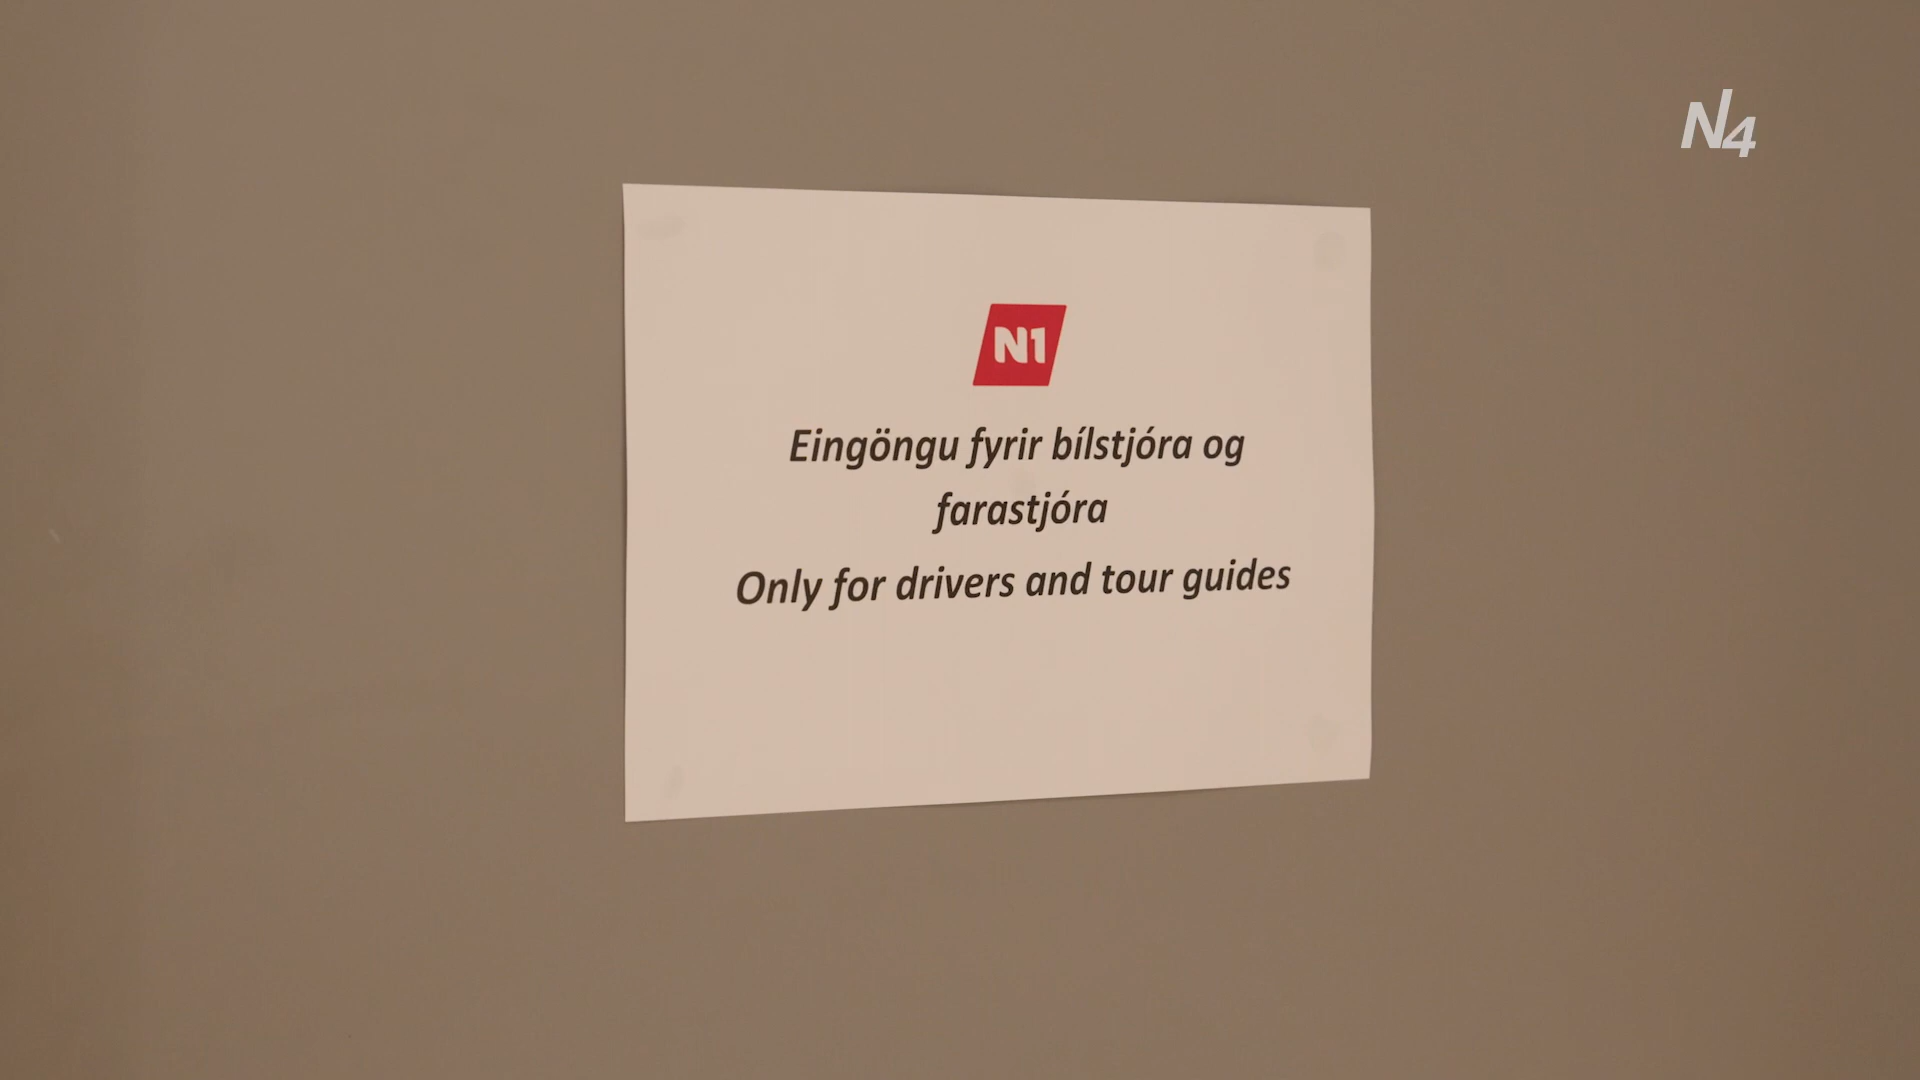 N4
N1
Eingöngu fyrir bílstjóra og
farastjóra
Only for drivers and tour guides